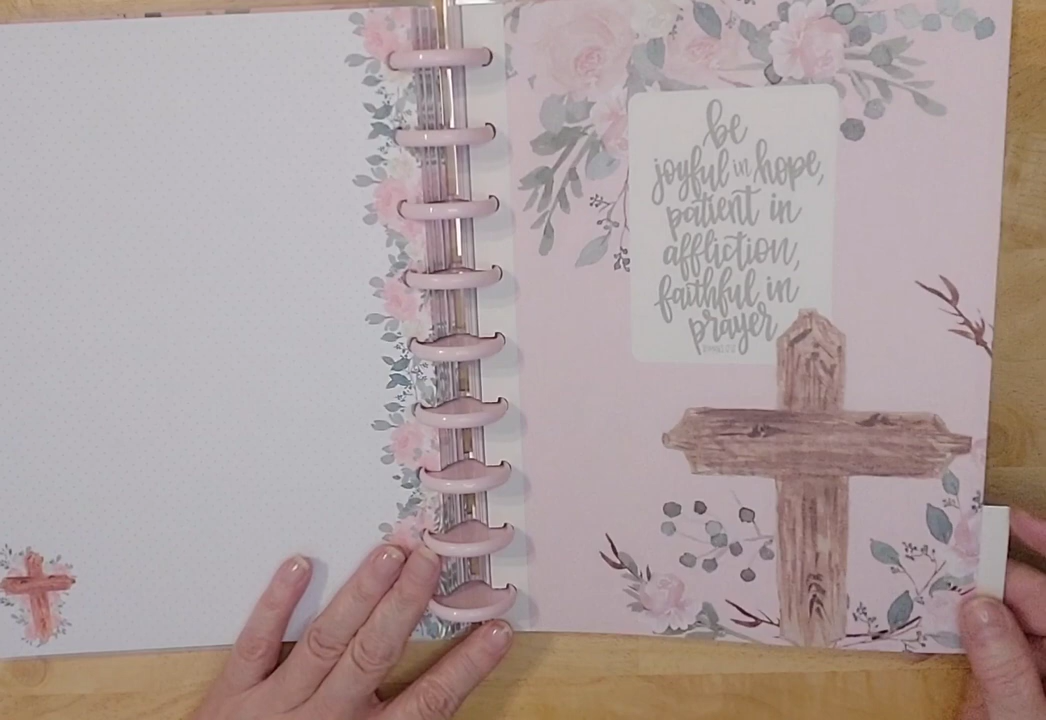 be
joyful in hope,
patient in
affliction,
faithful in
prayer